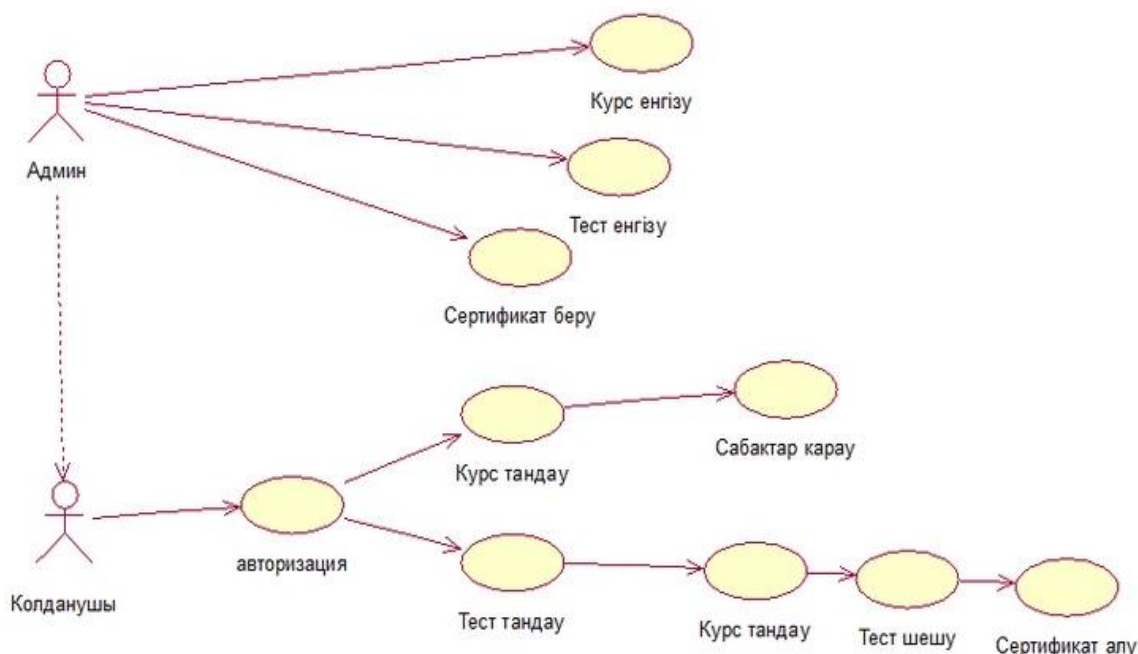 Курс енгізу
Админ
Тест енгізу
Сертификат беру
Курс тандау
Сабактар карау
авторизация
Колданушы
Тест тандау
Курс тандау
Тест шешу
Сертификат алу